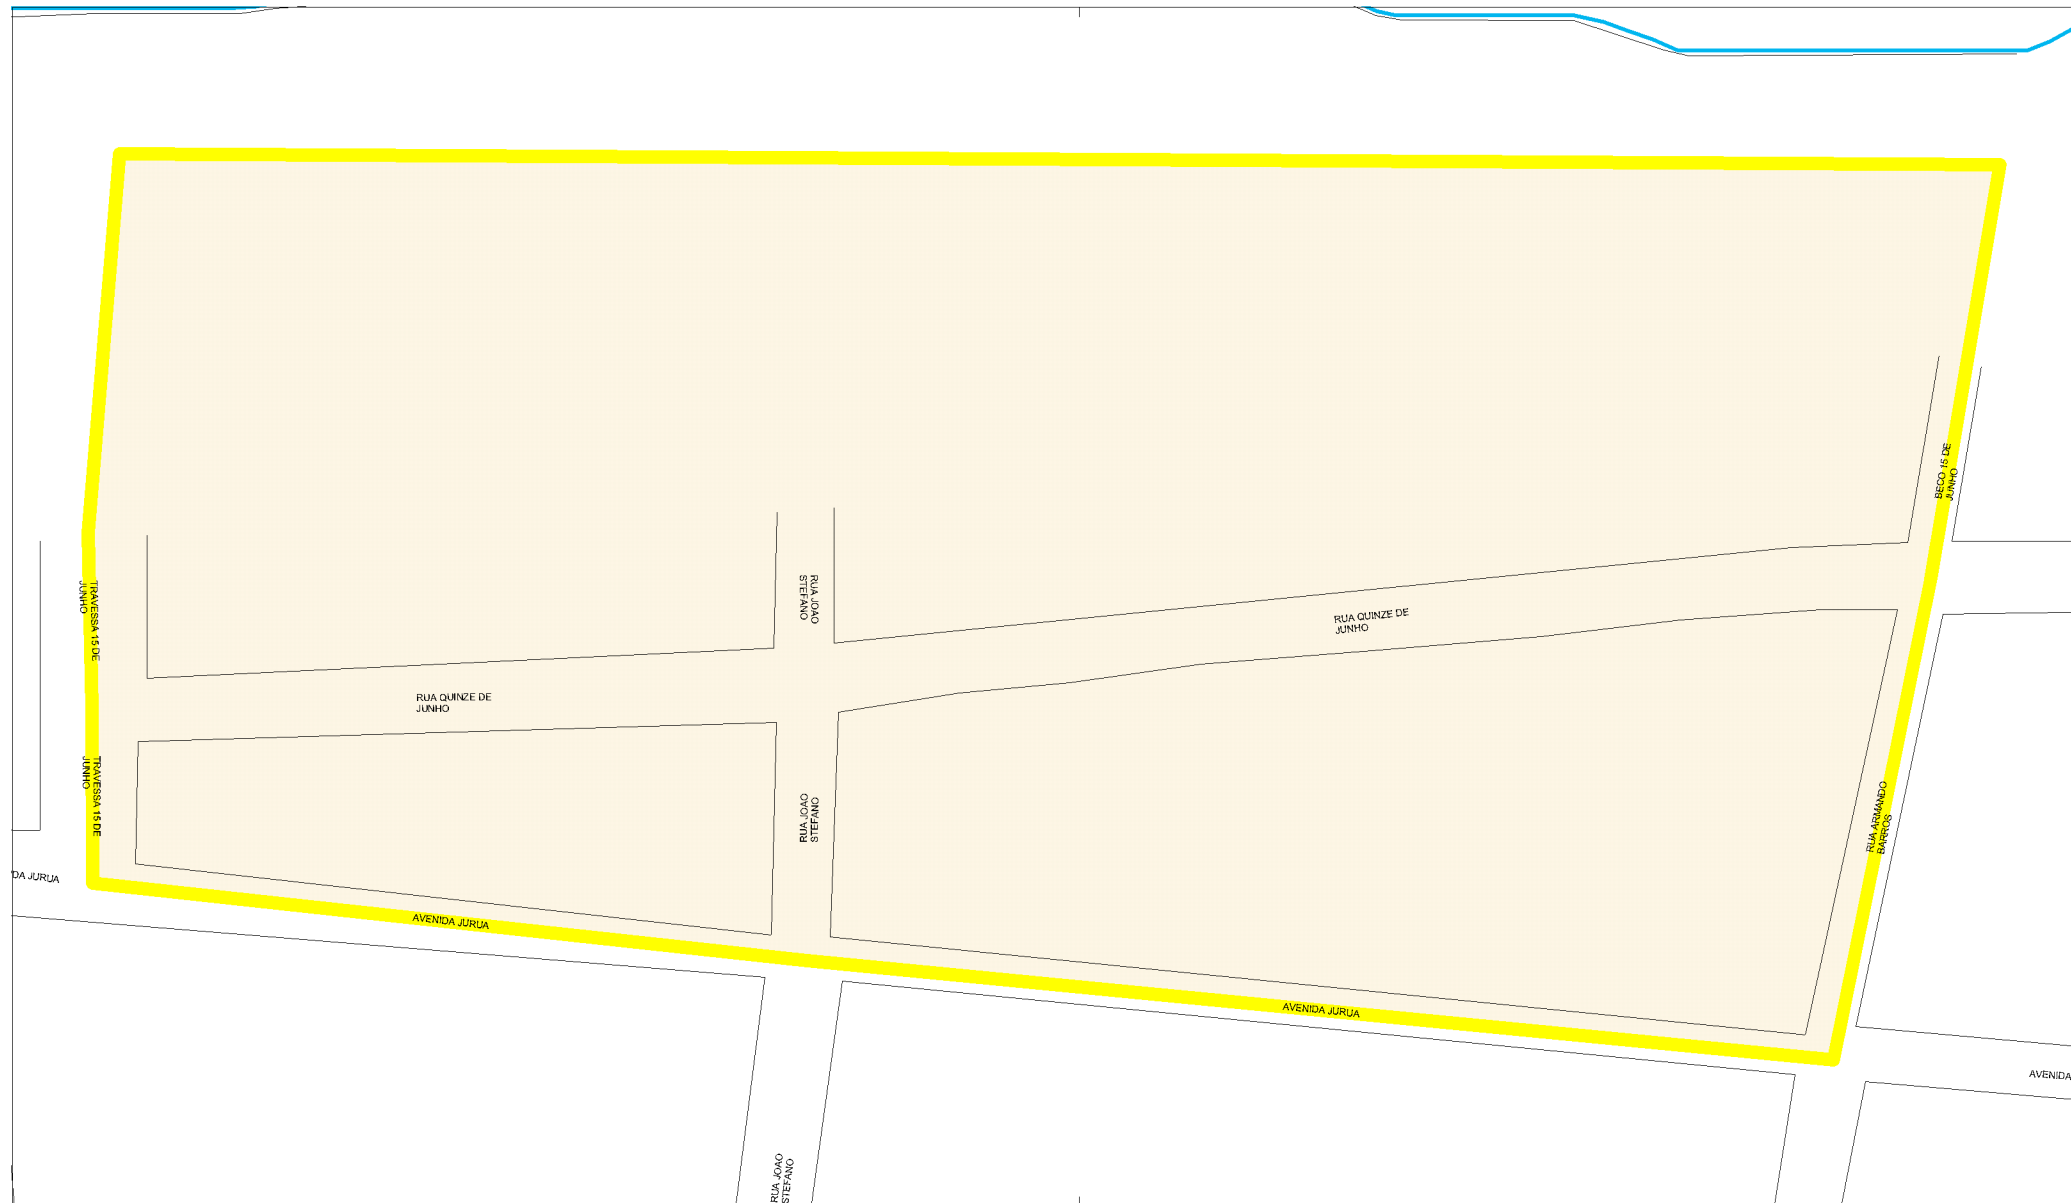 BECO 15 DE
JUNHO
RUA JOAO
STEFANO
TRAVESSA 15 DE
JUNHO
RUA QUINZE DE
JUNHO
RUA QUINZE DE
JUNHO
TRAVESSA 15 DE
JUNHO
RUA JOAO
STEFANO
RUA ARMANDO
BARROS
DA JURUA
AVENIDA JURUA
AVENIDA JURUA
AVENIDA
RUA JOAO
STEFANO